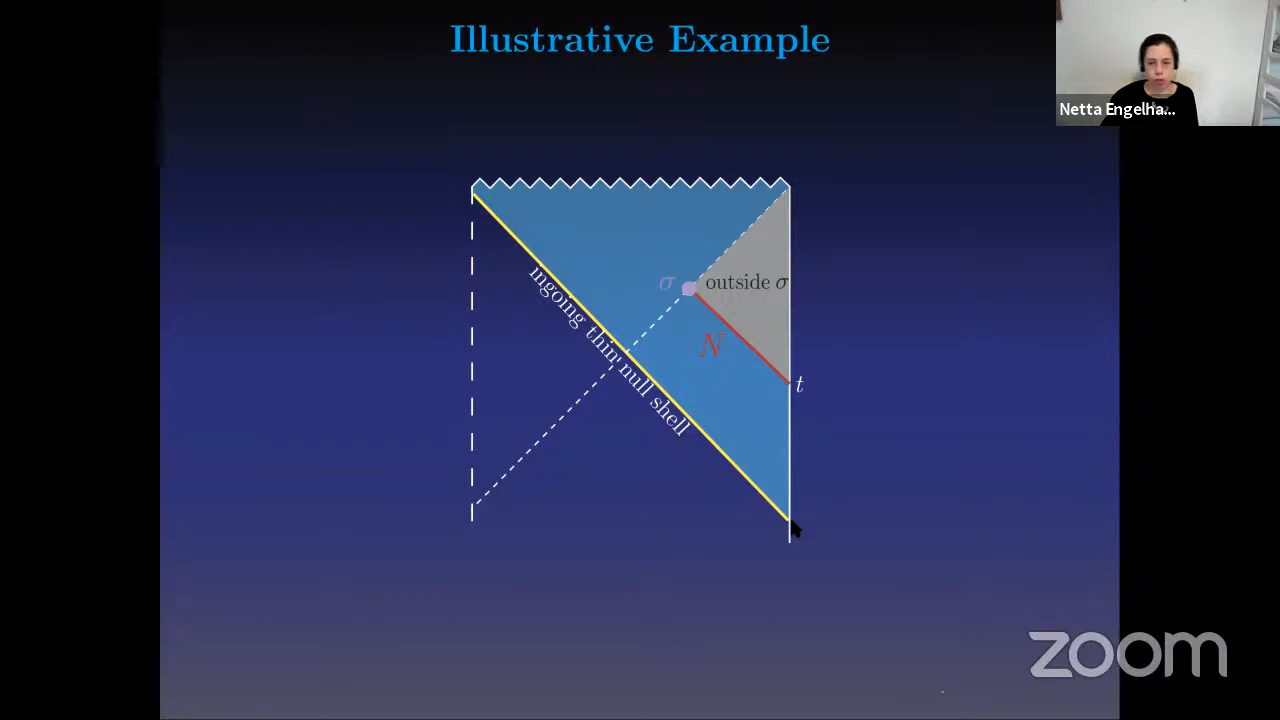 Illustrative Example
Netta Engelha...
σ
outside σ
N
t
ingoing thin null shell
zoom